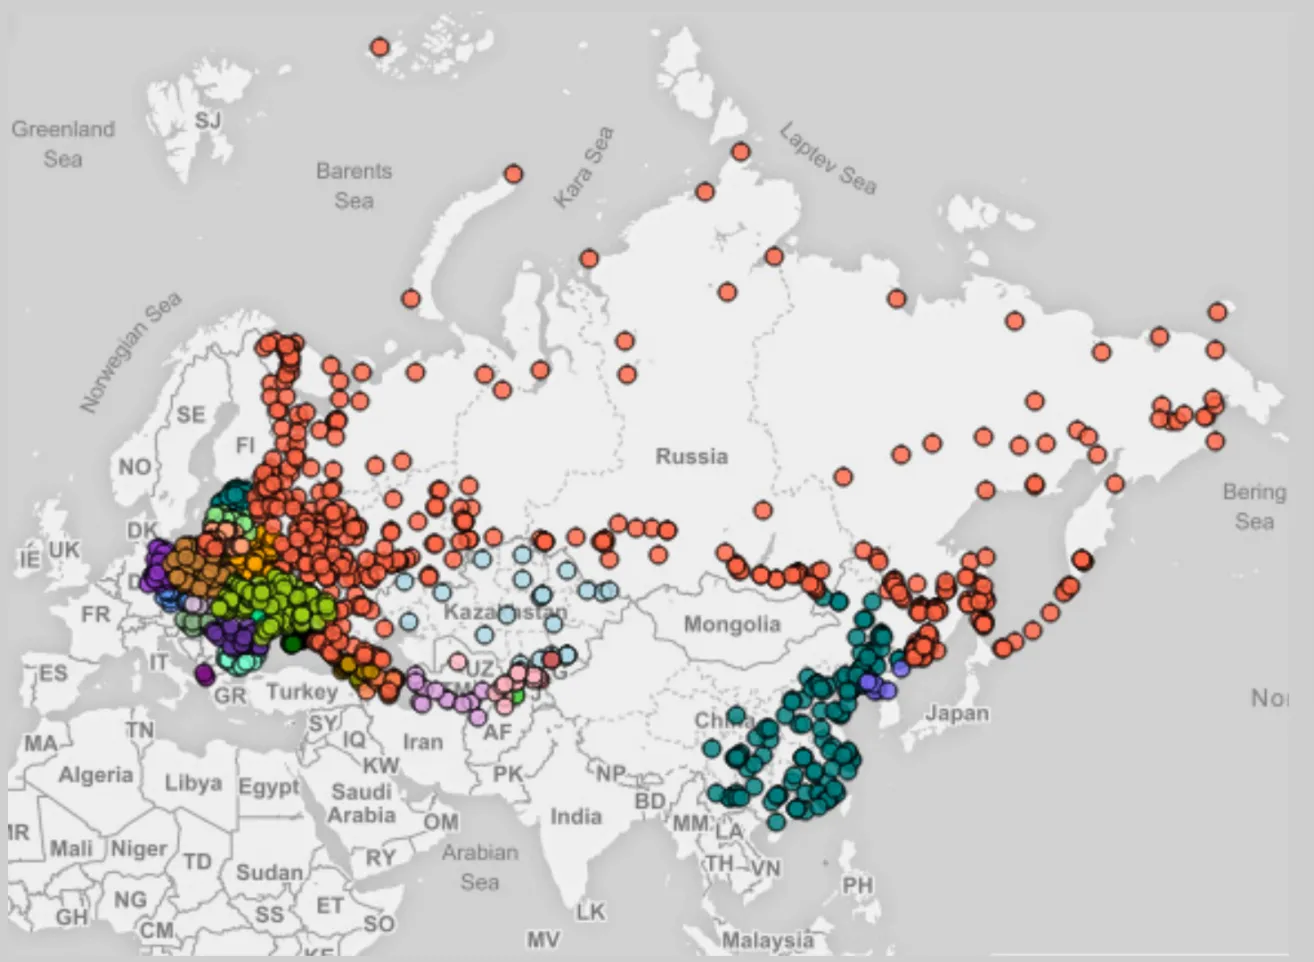 SJ
Greenland
Sea
Barents
Sea
Kara Sea
Laptev Sea
Norwegian Sea
SE
FI
NO
Russia
Bering
Sea
DK
IE
UK
D
FR
Kazakhstan
Mongolia
IT
ES
UZ
G
TM
GR
Turkey
China
Japan
TN
SY
AF
MA
IQ
Iran
KW
PK
NP
Algeria
Libya
Egypt
Saudi
Arabia
India
BD
OM
MM
LA
Mali
Niger
TD
RY
Arabian
Sea
TH
VN
Sudan
PH
NG
ET
GH
SS
SO
LK
CM
MV
Malaysia